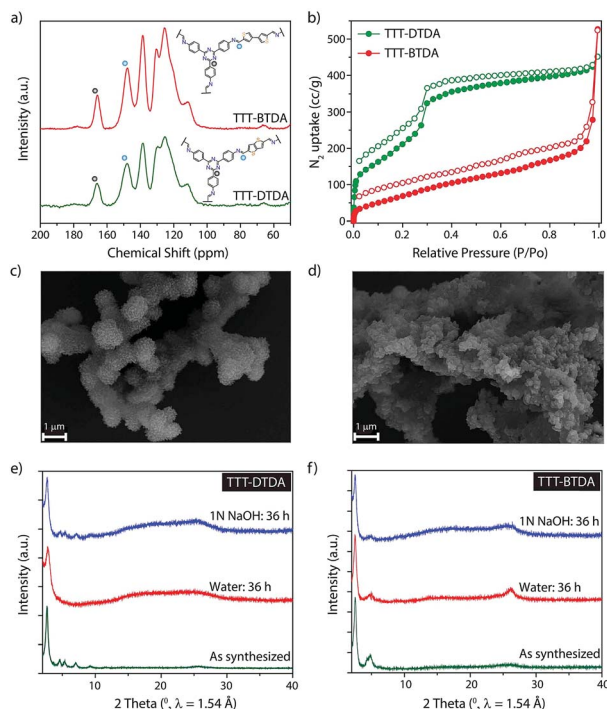 a)
Intensity (a.u.)
TTT-BTDA
TTT-DTDA
200 180 160 140 120 100 80 60
Chemical Shift (ppm)
b)
N2 uptake (cc/g)
TTT-DTDA
TTT-BTDA
500
400
300
200
100
0
0.0 0.2 0.4 0.6 0.8 1.0
Relative Pressure (P/Po)
c)
1 μm
d)
1 μm
e)
TTT-DTDA
Intensity (a.u.)
1N NaOH: 36 h
Water: 36 h
As synthesized
10 20 30 40
2 Theta (⁰, λ = 1.54 Å)
f)
TTT-BTDA
Intensity (a.u.)
1N NaOH: 36 h
Water: 36 h
As synthesized
10 20 30 40
2 Theta (⁰, λ = 1.54 Å)